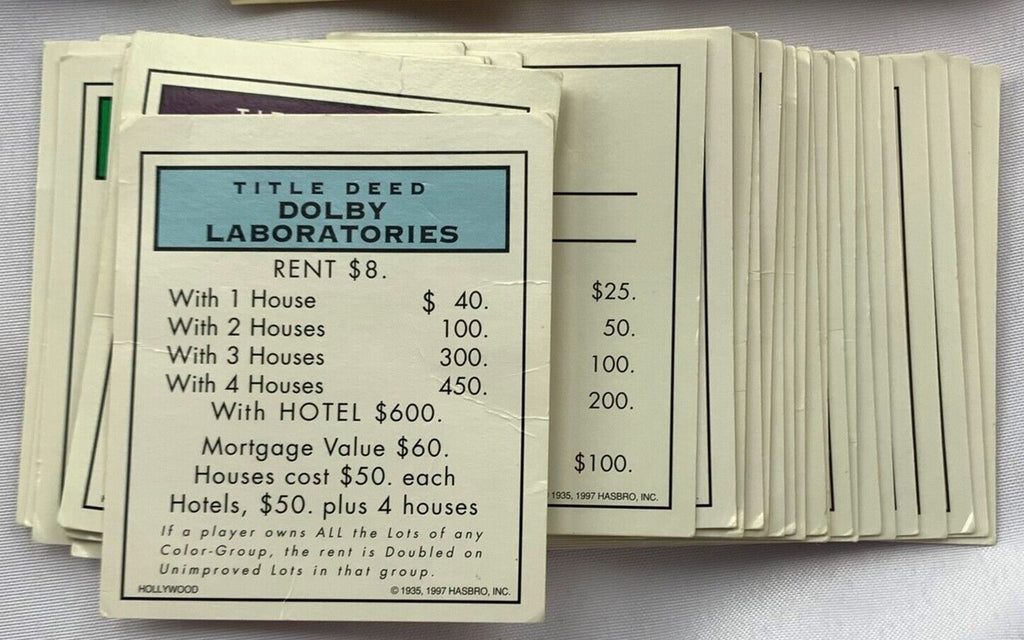 TITLE DEED
DOLBY
LABORATORIES
RENT $8.
With 1 House $ 40.
With 2 Houses 100.
With 3 Houses 300.
With 4 Houses 450.
With HOTEL $600.
Mortgage Value $60.
Houses cost $50. each
Hotels, $50. plus 4 houses
If a player owns ALL the Lots of any
Color-Group, the rent is Doubled on
Unimproved Lots in that group.
HOLLYWOOD © 1935, 1997 HASBRO, INC.
$25.
50.
100.
200.
$100.
1935, 1997 HASBRO, INC.